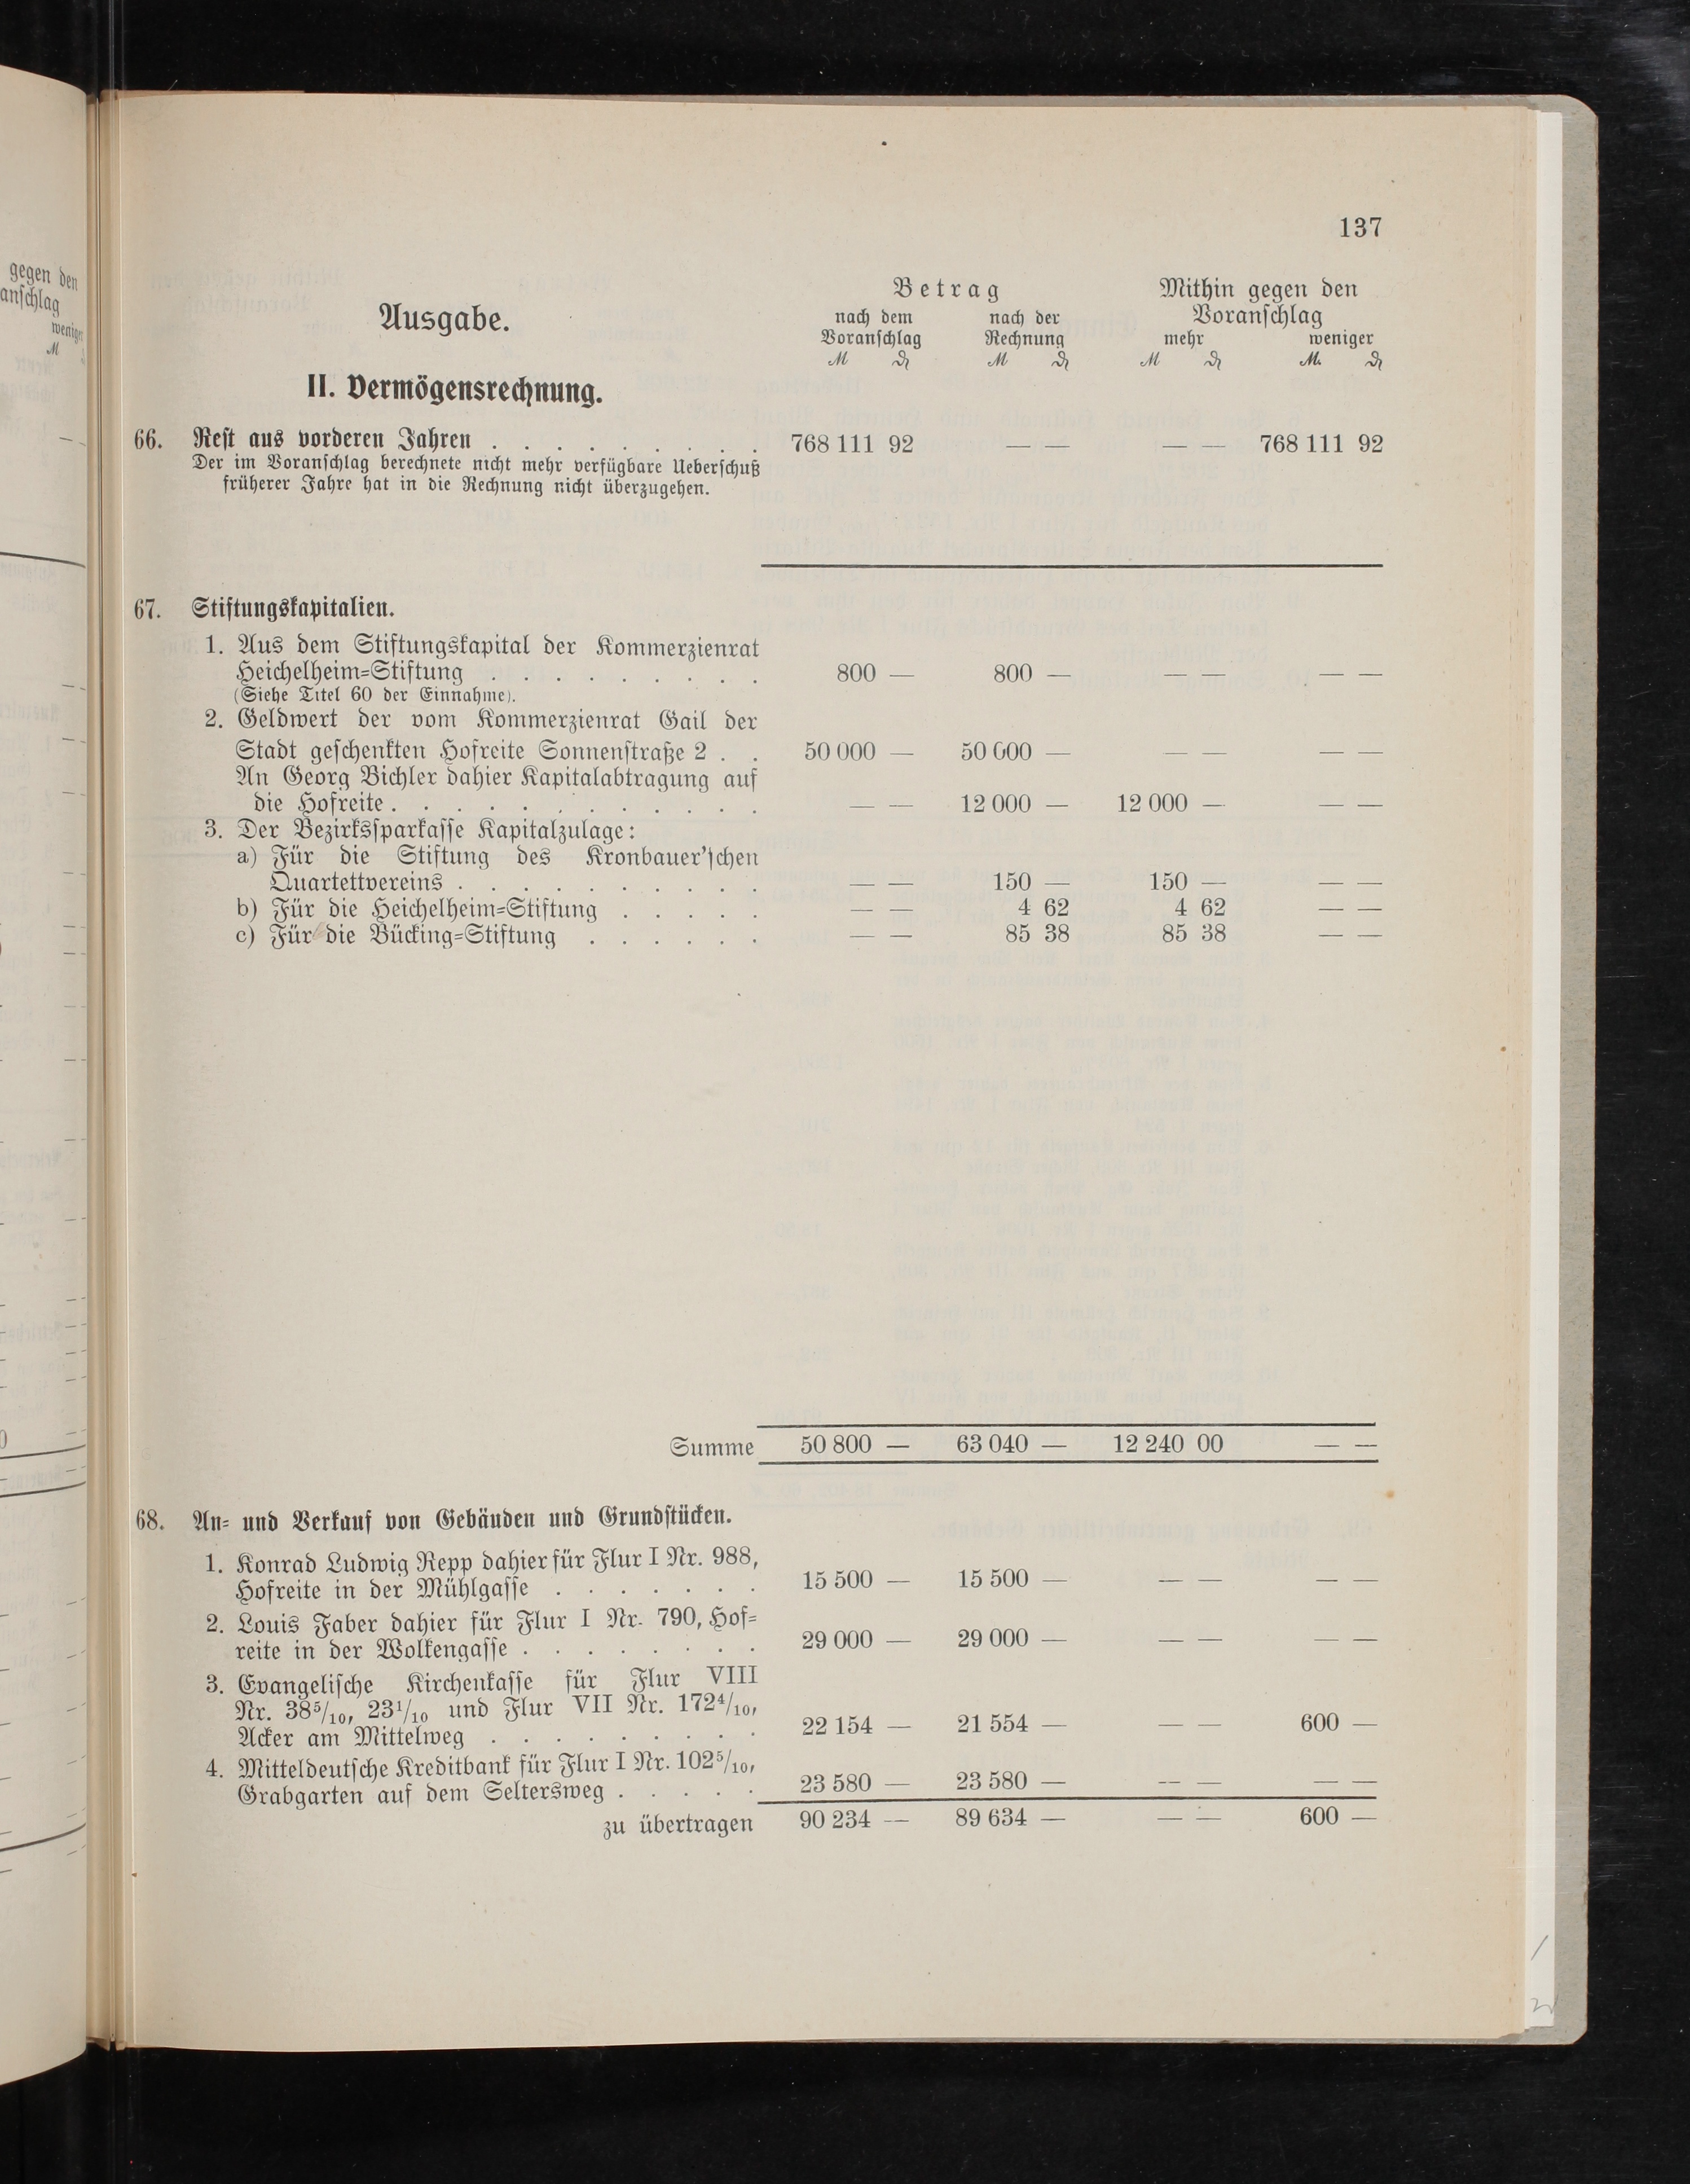 137
gegen den
anschlag
weniger
M
Betrag
Mithin gegen den
Ausgabe.
nach dem
nach der
Voranschlag
Voranschlag
Rechnung
mehr
weniger
M ₰ M ₰ M ₰ M ₰
II. Vermögensrechnung.
66. Rest aus vorderen Jahren . . . . . . . . 768 111 92 — — — — 768 111 92
Der im Voranschlag berechnete nicht mehr verfügbare Ueberschuß
früherer Jahre hat in die Rechnung nicht überzugehen.
67. Stiftungskapitalien.
1. Aus dem Stiftungskapital der Kommerzienrat
Heichelheim=Stiftung . . . . . . . . 800 — 800 — — — — —
(Siehe Titel 60 der Einnahme).
2. Geldwert der vom Kommerzienrat Gail der
Stadt geschenkten Hofreite Sonnenstraße 2 . . 50 000 — 50 000 — — — — —
An Georg Bichler dahier Kapitalabtragung auf
die Hofreite . . . . . . . . . . . — — 12 000 — 12 000 — — —
3. Der Bezirkssparkasse Kapitalzulage:
a) Für die Stiftung des Kronbauer'schen
Quartettvereins . . . . . . . . . — — 150 — 150 — — —
b) Für die Heichelheim=Stiftung . . . . . — — 4 62 4 62 — —
c) Für die Bücking=Stiftung . . . . . . — — 85 38 85 38 — —
Summe 50 800 — 63 040 — 12 240 00 — —
68. An= und Verkauf von Gebäuden und Grundstücken.
1. Konrad Ludwig Repp dahier für Flur I Nr. 988,
Hofreite in der Mühlgasse . . . . . . . 15 500 — 15 500 — — — — —
2. Louis Faber dahier für Flur I Nr. 790, Hof=
reite in der Wolkengasse . . . . . . . . 29 000 — 29 000 — — — — —
3. Evangelische Kirchenkasse für Flur VIII
Nr. 38⁵/₁₀, 23¹/₁₀ und Flur VII Nr. 172⁴/₁₀,
Acker am Mittelweg . . . . . . . . . 22 154 — 21 554 — — — 600 —
4. Mitteldeutsche Kreditbank für Flur I Nr. 102⁵/₁₀,
Grabgarten auf dem Seltersweg . . . . . 23 580 — 23 580 — — — — —
zu übertragen 90 234 — 89 634 — — — 600 —